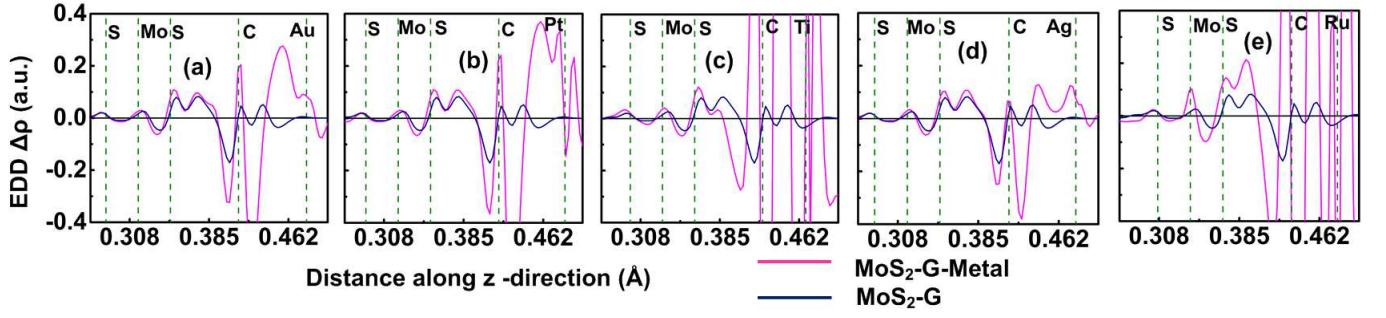 S Mo S C Au
S Mo S C Pt
S Mo S C Ti
S Mo S C Ag
S Mo S C Ru
(a) (b) (c) (d) (e)
EDD Δρ (a.u.)
0.4
0.2
0.0
-0.2
-0.4
0.308 0.385 0.462
0.308 0.385 0.462
0.308 0.385 0.462
0.308 0.385 0.462
0.308 0.385 0.462
Distance along z -direction (Å)
MoS₂-G-Metal
MoS₂-G